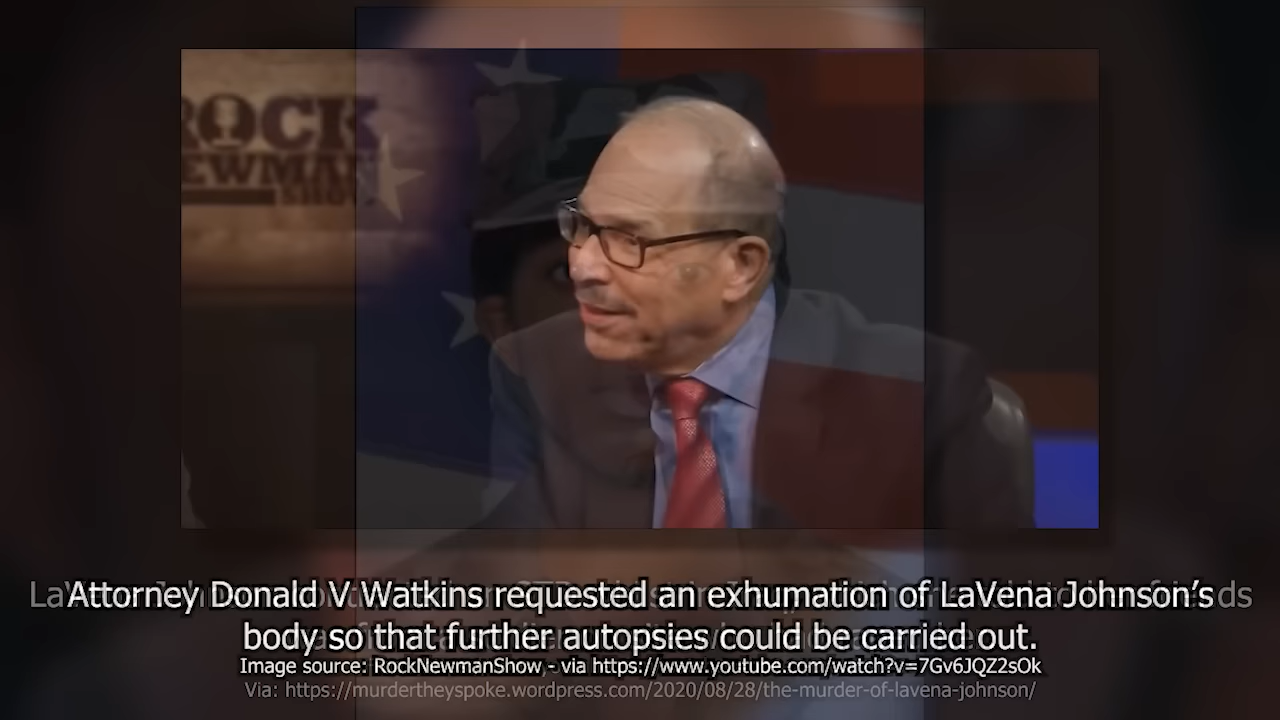 ROCK
NEWMAN
SHOW
Attorney Donald V Watkins requested an exhumation of LaVena Johnson’s
body so that further autopsies could be carried out.
Image source: RockNewmanShow - via https://www.youtube.com/watch?v=7Gv6JQZ2sOk
Via: https://murdertheyspoke.wordpress.com/2020/08/28/the-murder-of-lavena-johnson/